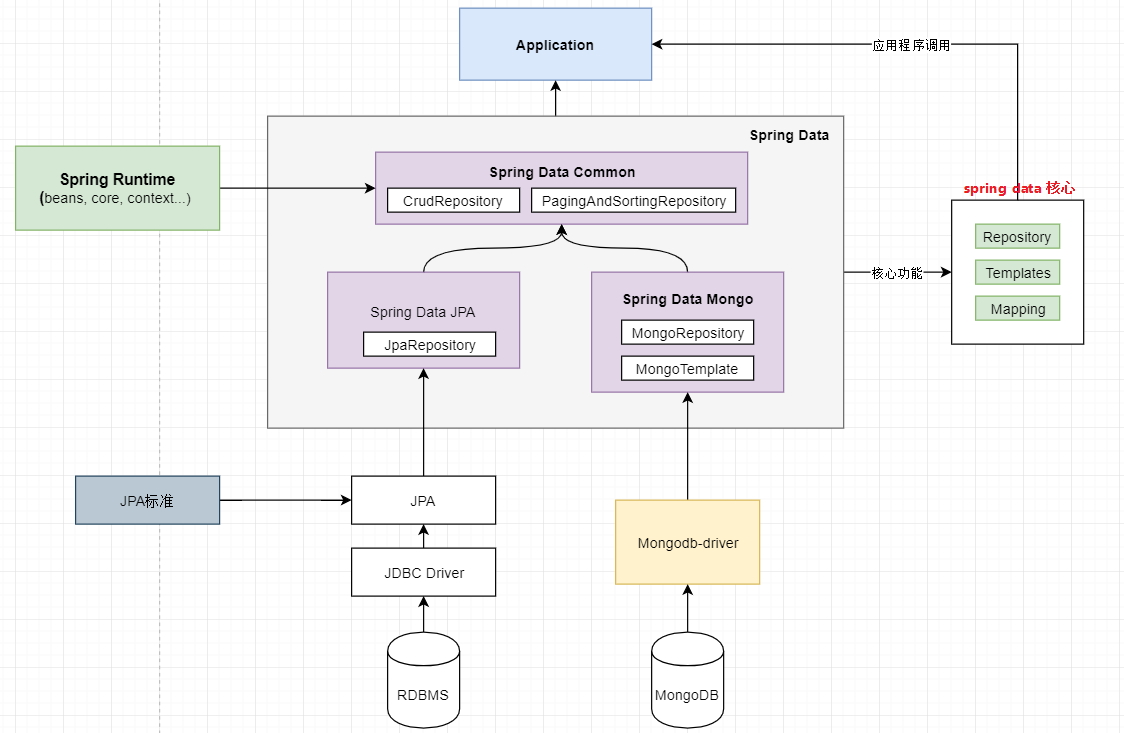 Application
应用程序调用
Spring Data
Spring Runtime
(beans, core, context...)
Spring Data Common
CrudRepository
PagingAndSortingRepository
spring data 核心
Repository
Templates
Mapping
核心功能
Spring Data JPA
JpaRepository
Spring Data Mongo
MongoRepository
MongoTemplate
JPA标准
JPA
JDBC Driver
Mongodb-driver
RDBMS
MongoDB